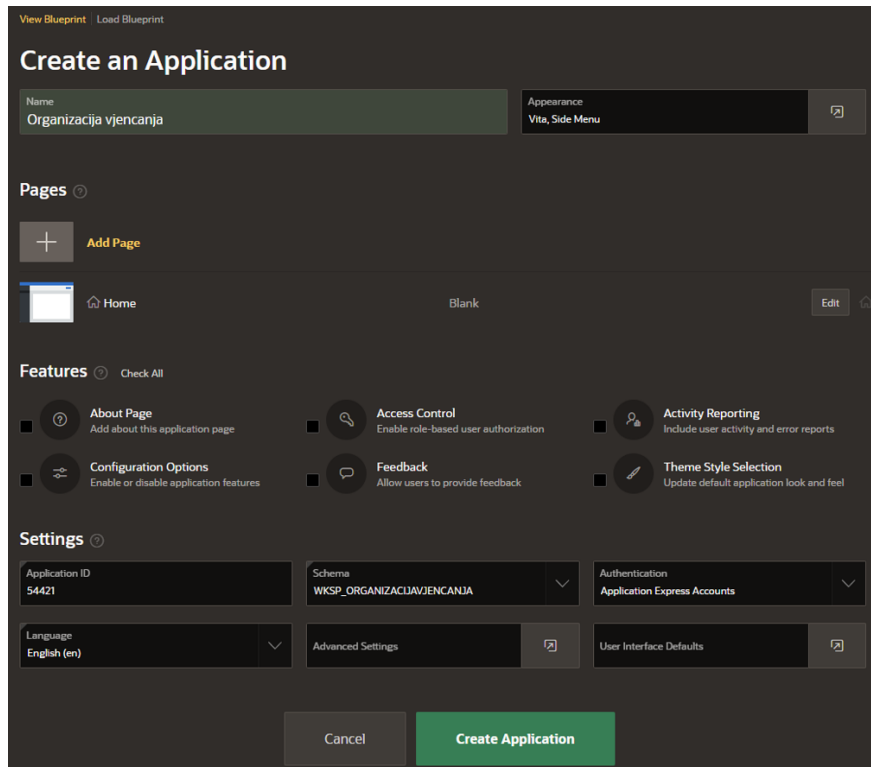 View Blueprint | Load Blueprint
Create an Application
Name
Organizacija vjencanja
Appearance
Vita, Side Menu
Pages
Add Page
Home Blank Edit
Features Check All
About Page
Add about this application page
Access Control
Enable role-based user authorization
Activity Reporting
Include user activity and error reports
Configuration Options
Enable or disable application features
Feedback
Allow users to provide feedback
Theme Style Selection
Update default application look and feel
Settings
Application ID
54421
Schema
WKSP_ORGANIZACIJAVJENCANJA
Authentication
Application Express Accounts
Language
English (en)
Advanced Settings
User Interface Defaults
Cancel Create Application